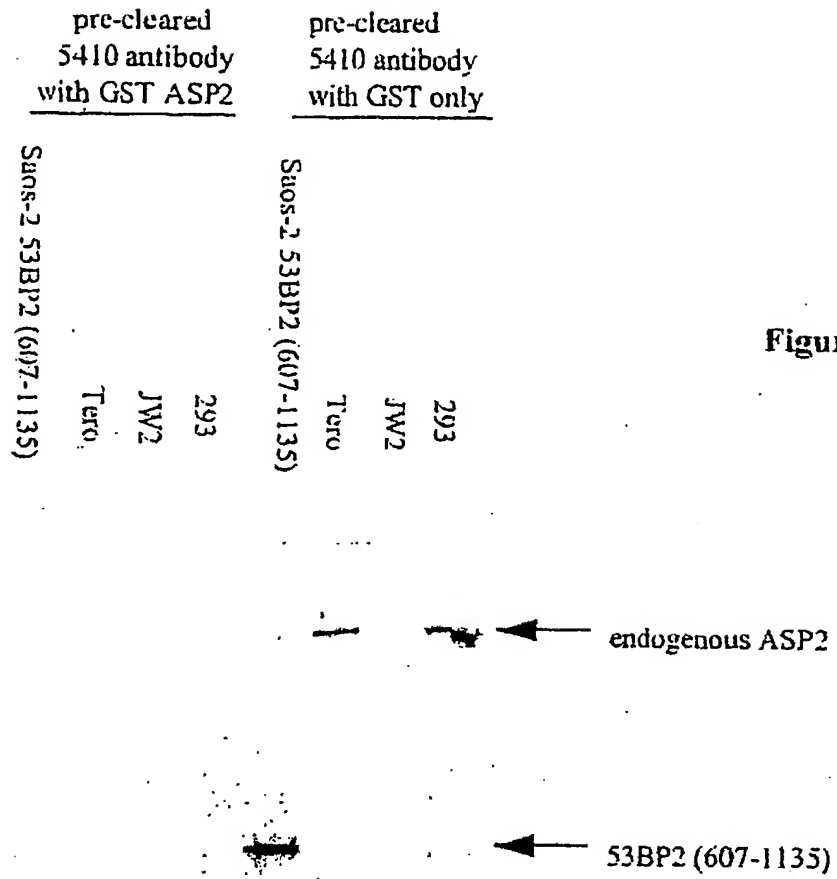 pre-cleared
5410 antibody
with GST ASP2
pre-cleared
5410 antibody
with GST only
Saos-2 53BP2 (607-1135)
Tero
JW2
293
Saos-2 53BP2 (607-1135)
Tero
JW2
293
Figur
endogenous ASP2
53BP2 (607-1135)